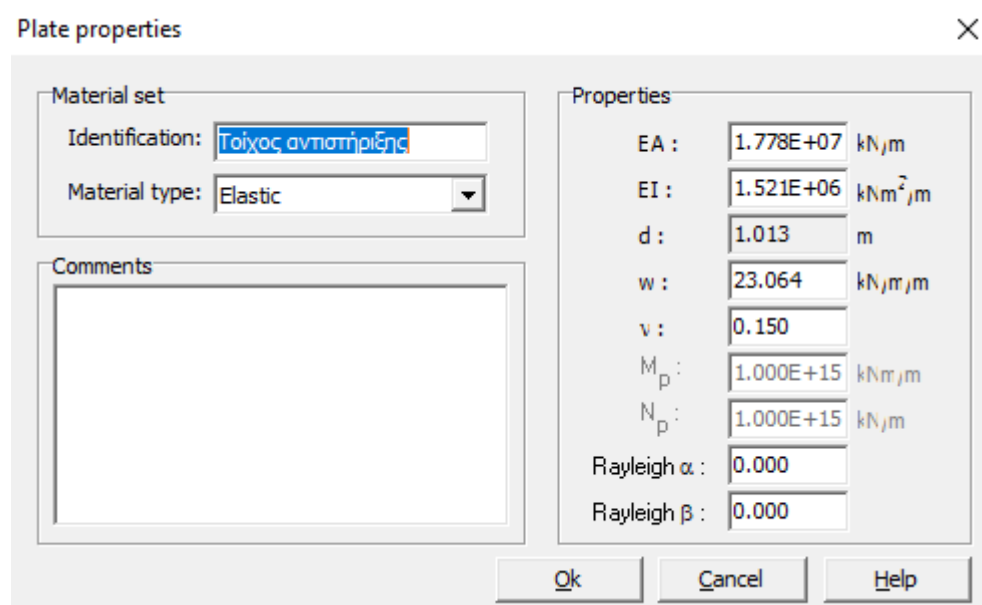 Plate properties
Material set
Identification: Τοίχος αντιστήριξης
Material type: Elastic
Comments
Properties
EA : 1.778E+07 kN/m
EI : 1.521E+06 kNm²/m
d : 1.013 m
w : 23.064 kN/m/m
ν : 0.150
Mp : 1.000E+15 kNm/m
Np : 1.000E+15 kN/m
Rayleigh α : 0.000
Rayleigh β : 0.000
Ok Cancel Help